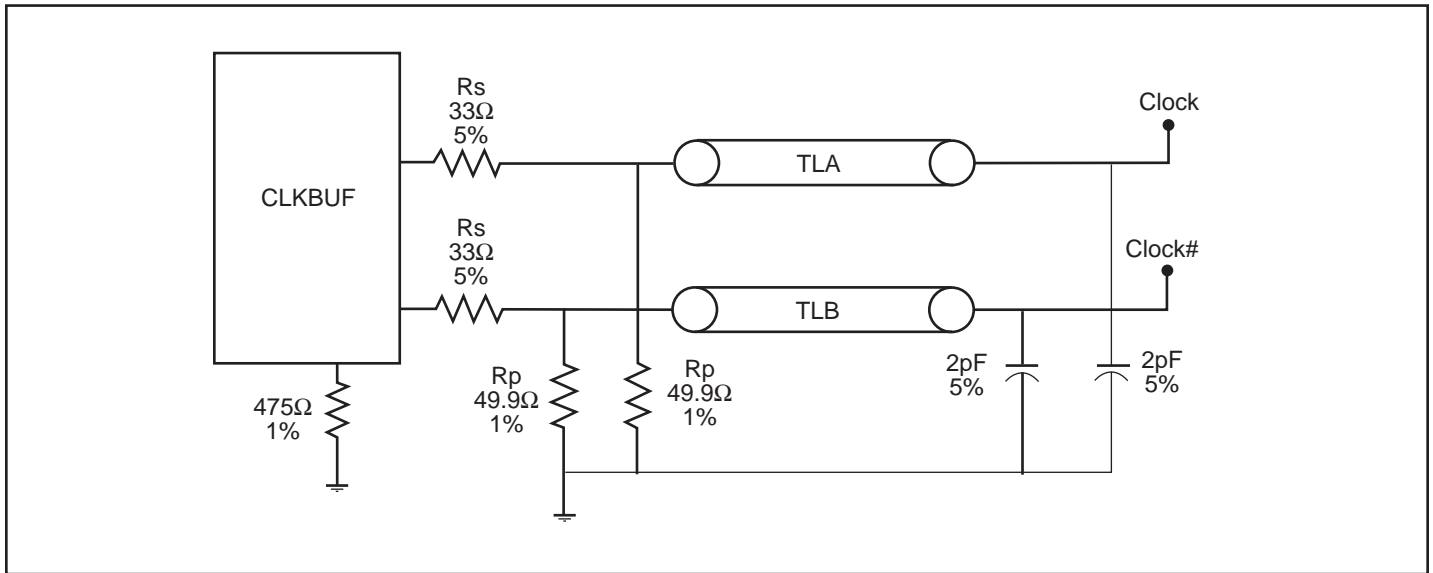 Rs
33Ω
5%
Clock
TLA
CLKBUF
Rs
33Ω
5%
Clock#
TLB
475Ω
1%
Rp
49.9Ω
1%
Rp
49.9Ω
1%
2pF
5%
2pF
5%